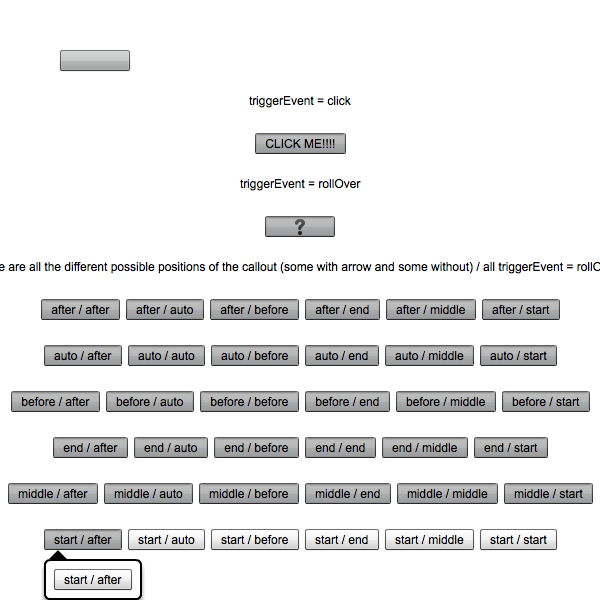 triggerEvent = click
CLICK ME!!!!
triggerEvent = rollOver
?
are all the different possible positions of the callout (some with arrow and some without) / all triggerEvent =
after / after after / auto after / before after / end after / middle after / start
auto / after auto / auto auto / before auto / end auto / middle auto / start
before / after before / auto before / before before / end before / middle before / start
end / after end / auto end / before end / end end / middle end / start
middle / after middle / auto middle / before middle / end middle / middle middle / start
start / after start / auto start / before start / end start / middle start / start
start / after